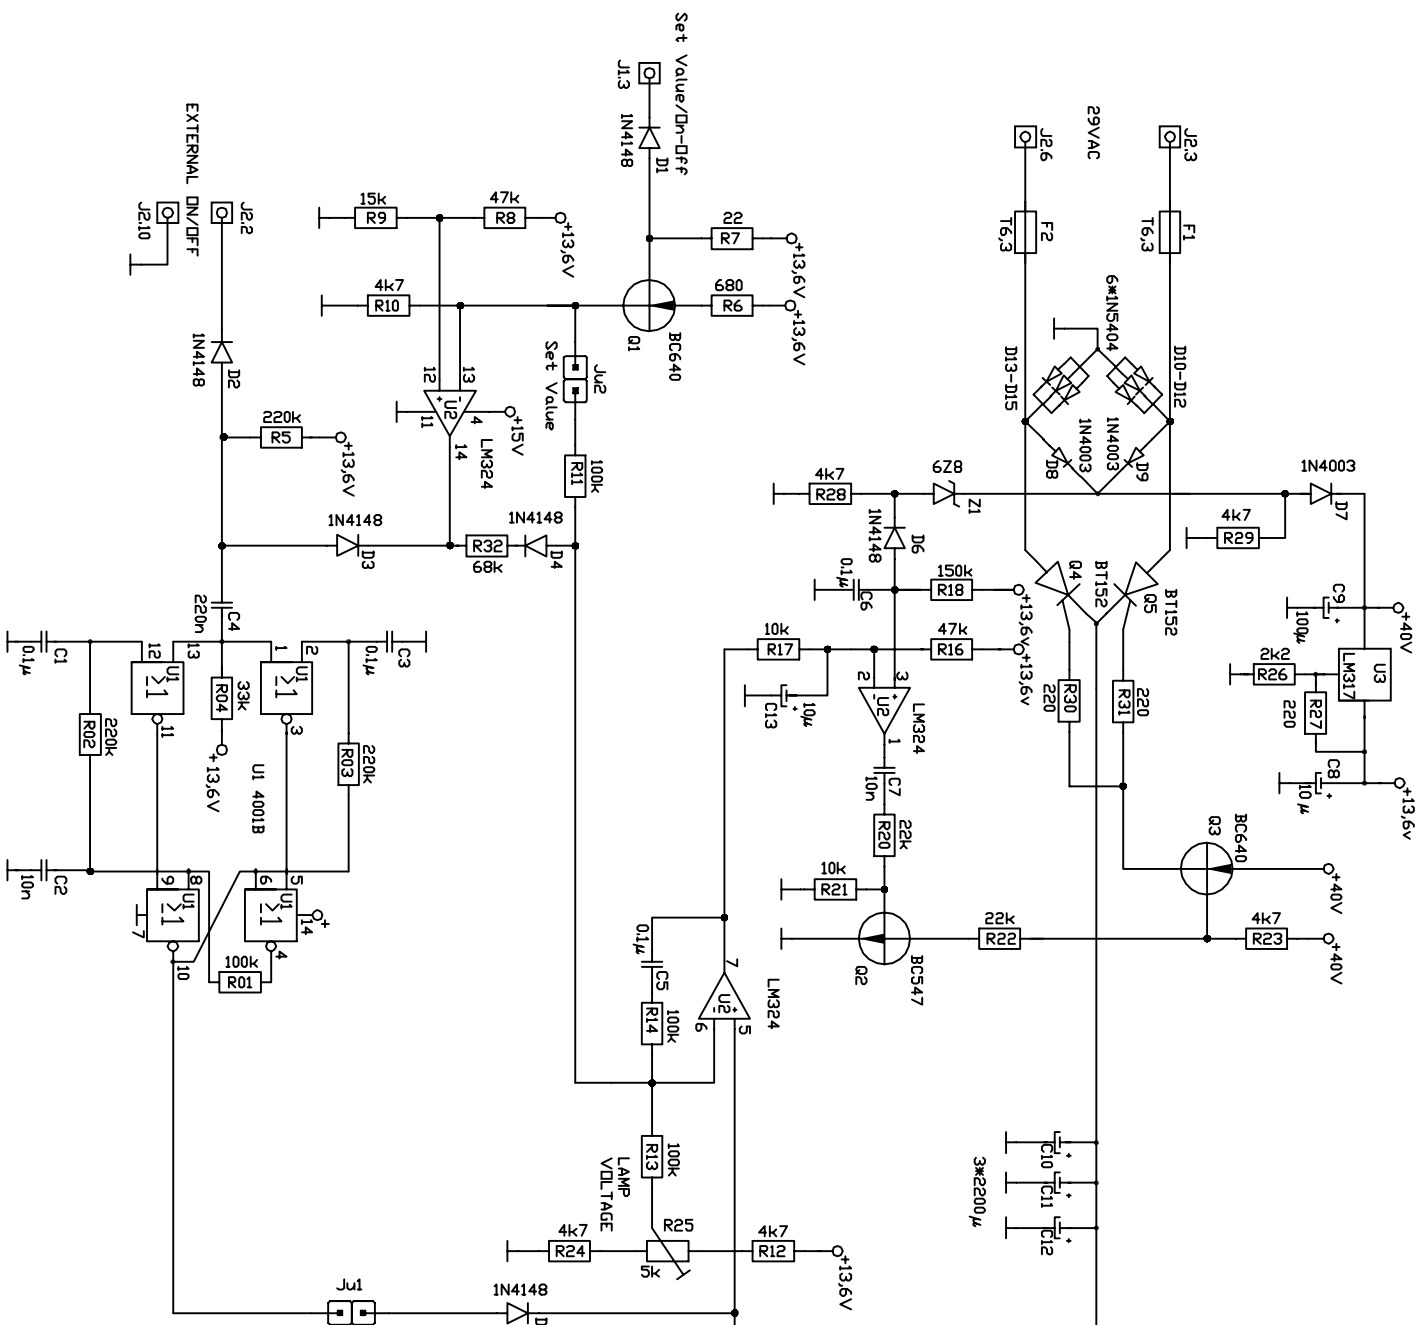 Set Value/On-Off
J1.3
1N4148
D1
29VAC
J2.6
J2.3
F2
T6,3
F1
T6,3
EXTERNAL ON/OFF
J2.10
J2.2
15k
R9
47k
R8
+13,6V
22
R7
+13,6V
4k7
R10
680
R6
+13,6V
Q1
BC640
6*1N5404
D13-D15
D10-D12
1N4148
D2
Set Value
Ju2
12
13
+
-
U2
11
4
+15V
14
LM324
220k
R5
+13,6V
1N4003
1N4003
D8
D9
1N4003
D7
4k7
R28
6Z8
Z1
100k
R11
4k7
R29
1N4148
D3
R32
68k
1N4148
D4
1N4148
D6
0.1µ
C6
150k
R18
+13,6v
Q4
BT152
Q5
BT152
C9
100µ
+
+40V
220n
C4
0.1µ
C1
12
13
U1
≥1
11
1
2
U1
≥1
3
0.1µ
C3
33k
R04
+13,6V
10k
R17
47k
R16
+13,6v
C13
10µ
+
2
3
-
+
U2
1
LM324
R30
220
R31
220
2k2
R26
LM317
U3
R27
220
C8
10µ
+
+13,6v
R02
220k
R03
220k
U1 4001B
C7
10n
R20
22k
Q3
BC640
+40V
10n
C2
9
8
U1
≥1
7
10
6
5
U1
≥1
14
+
4
100k
R01
10k
R21
Q2
BC547
22k
R22
4k7
R23
+40V
0.1µ
C5
R14
100k
7
U2
-
+
6
5
LM324
R13
100k
LAMP
VOLTAGE
4k7
R24
R25
5k
4k7
R12
+13,6V
C10
+
C11
+
C12
+
3*2200µ
Ju1
1N4148
D